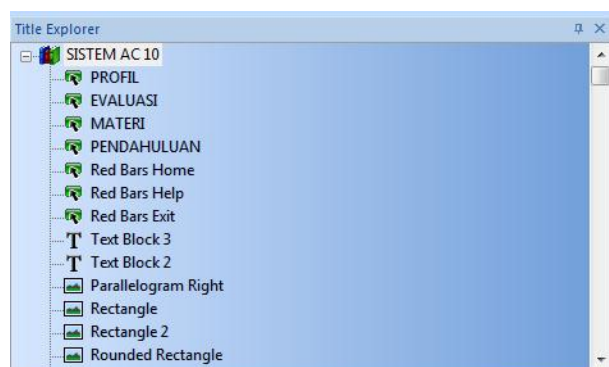 Title Explorer
SISTEM AC 10
PROFIL
EVALUASI
MATERI
PENDAHULUAN
Red Bars Home
Red Bars Help
Red Bars Exit
Text Block 3
Text Block 2
Parallelogram Right
Rectangle
Rectangle 2
Rounded Rectangle